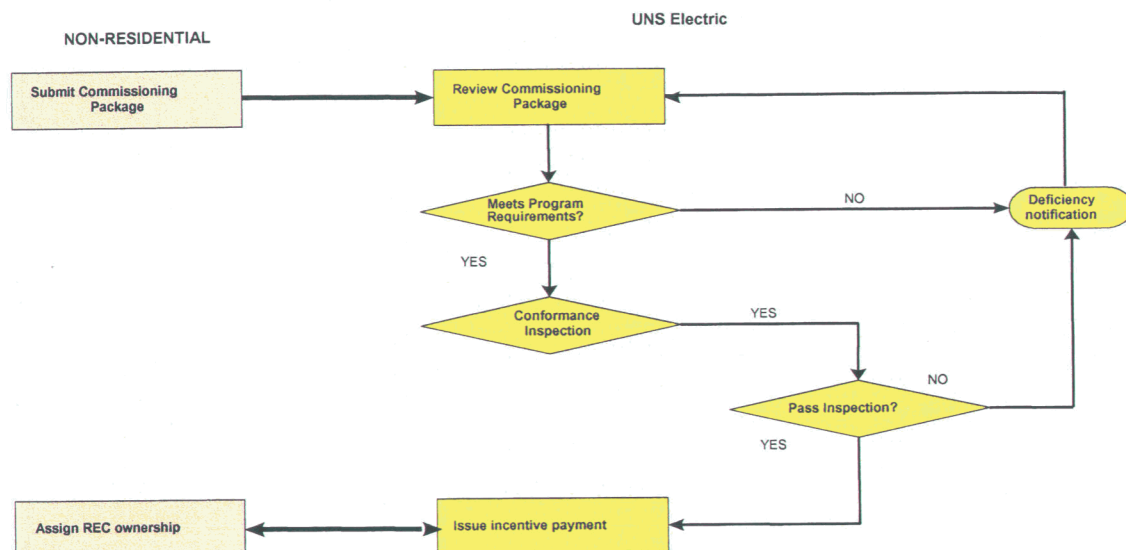 UNS Electric
NON-RESIDENTIAL
Submit Commissioning
Package
Review Commissioning
Package
Meets Program
Requirements?
NO
Deficiency
notification
YES
Conformance
Inspection
YES
NO
Pass Inspection?
YES
Assign REC ownership
Issue incentive payment